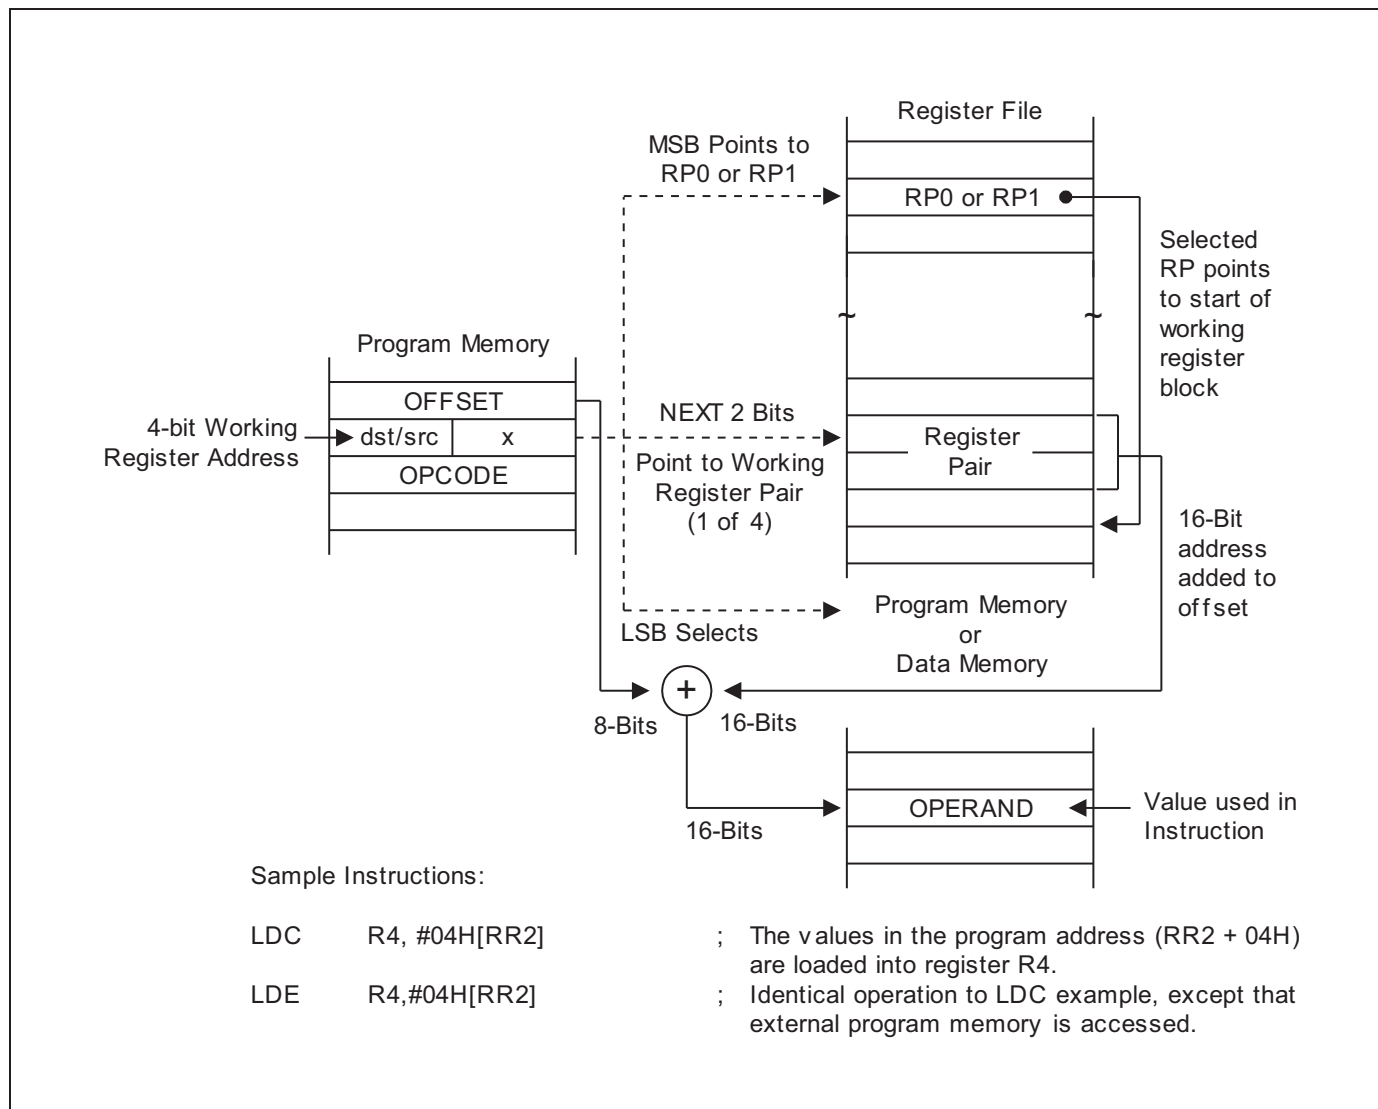 Register File
MSB Points to
RP0 or RP1
RP0 or RP1
Selected
RP points
to start of
working
register
block
~
~
Program Memory
OFFSET
4-bit Working
Register Address
dst/src
x
OPCODE
NEXT 2 Bits
Point to Working
Register Pair
(1 of 4)
Register
Pair
16-Bit
address
added to
offset
LSB Selects
Program Memory
or
Data Memory
+
8-Bits
16-Bits
16-Bits
OPERAND
Value used in
Instruction
Sample Instructions:
LDC R4, #04H[RR2] ; The values in the program address (RR2 + 04H)
are loaded into register R4.
LDE R4,#04H[RR2] ; Identical operation to LDC example, except that
external program memory is accessed.